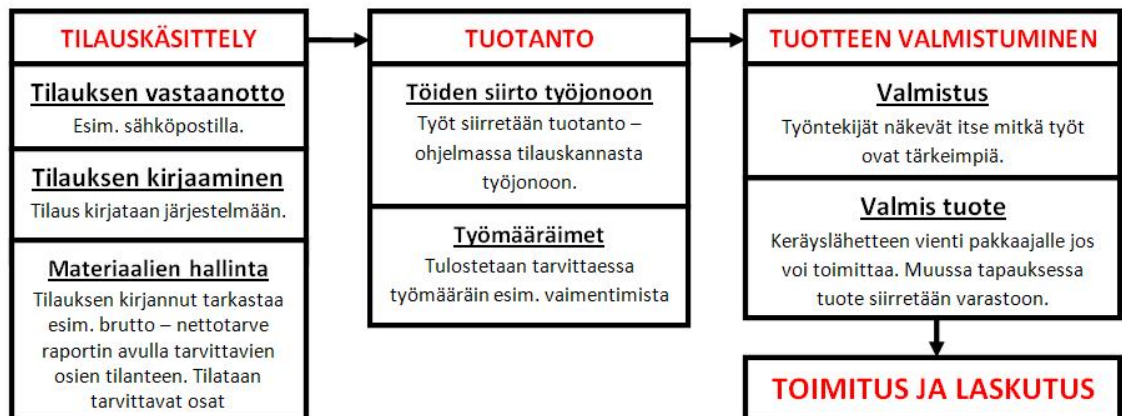 TILAUSKÄSITTELY
Tilauksen vastaanotto
Esim. sähköpostilla.
Tilauksen kirjaaminen
Tilaus kirjataan järjestelmään.
Materiaalien hallinta
Tilauksen kirjannut tarkastaa
esim. brutto – nettotarve
raportin avulla tarvittavien
osien tilanteen. Tilataan
tarvittavat osat
TUOTANTO
Töiden siirto työjonoon
Työt siirretään tuotanto –
ohjelmassa tilauskannasta
työjonoon.
Työmääräimet
Tulostetaan tarvittaessa
työmääräin esim. vaimentimista
TUOTTEEN VALMISTUMINEN
Valmistus
Työntekijät näkevät itse mitkä työt
ovat tärkeimpiä.
Valmis tuote
Keräyslähetteen vienti pakkaajalle jos
voi toimittaa. Muussa tapauksessa
tuote siirretään varastoon.
TOIMITUS JA LASKUTUS